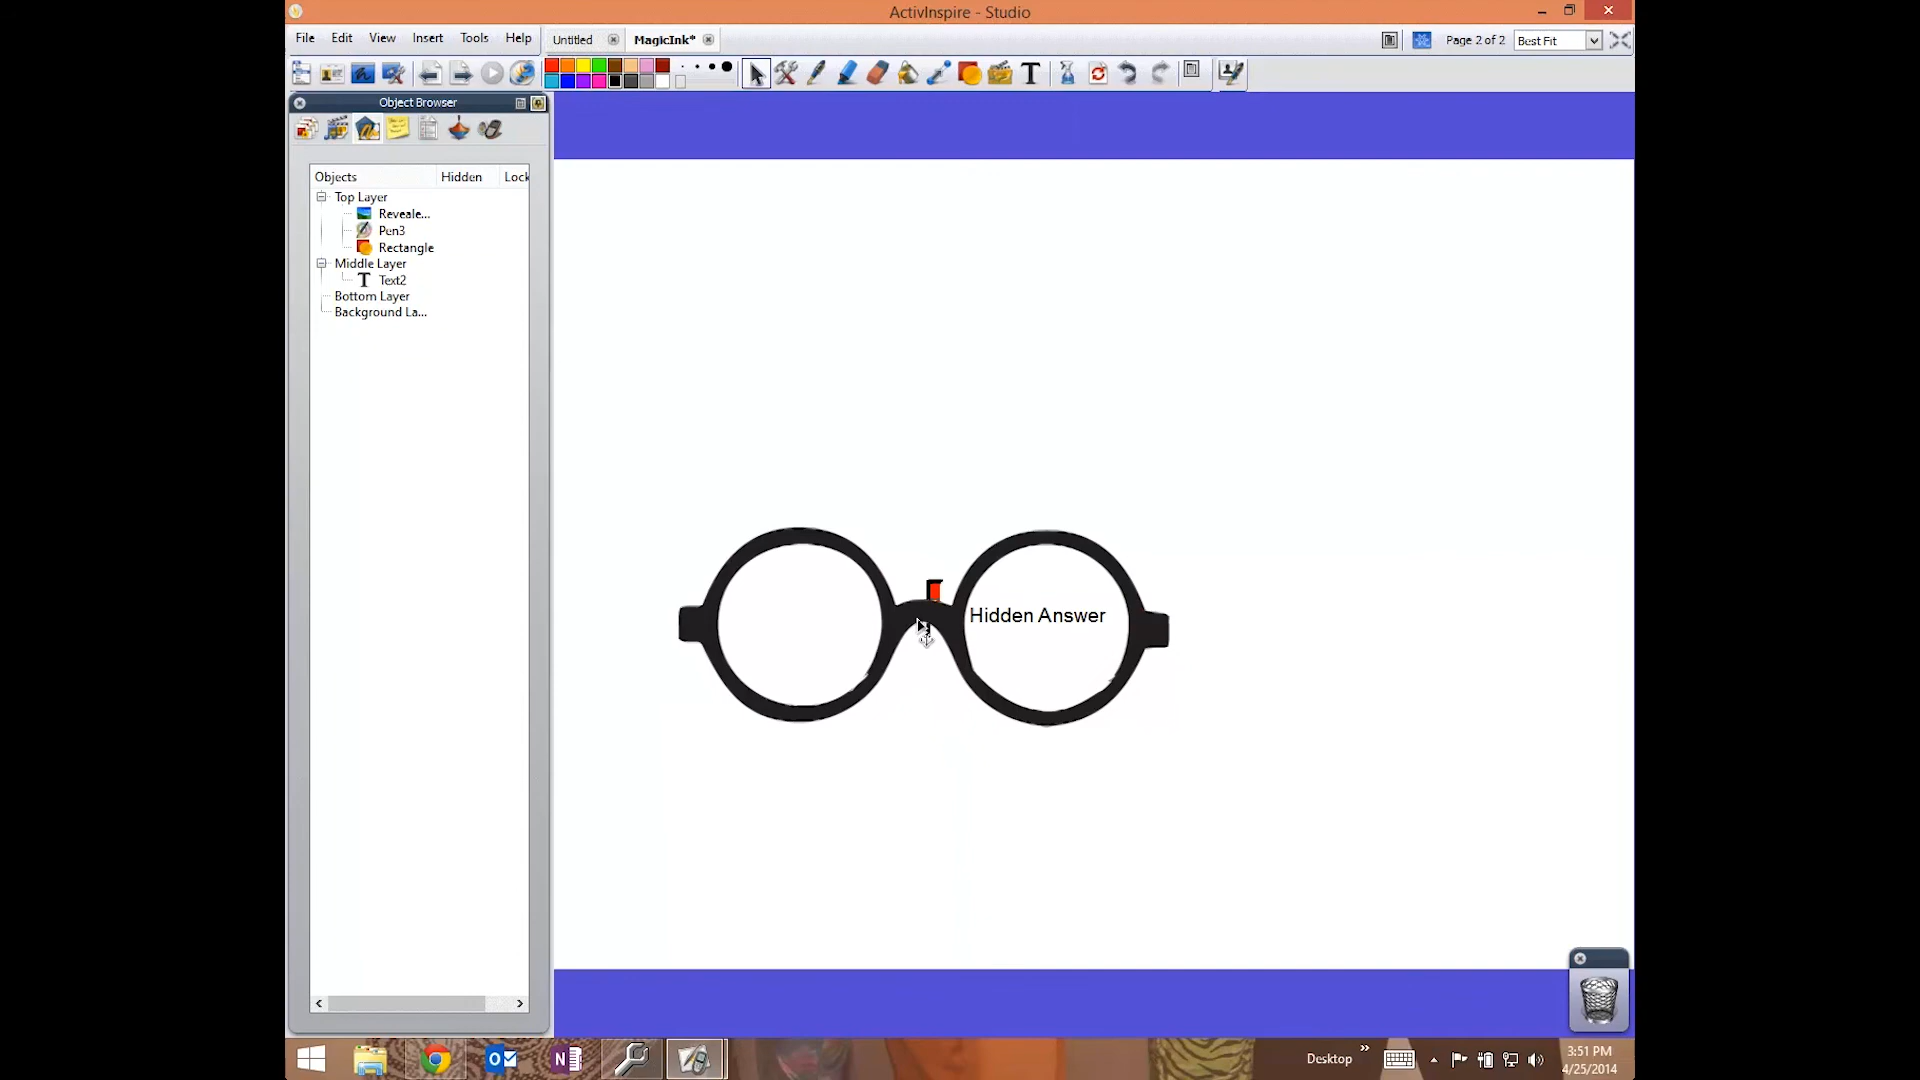 ActivInspire - Studio
File Edit View Insert Tools Help
Untitled
MagicInk*
Page 2 of 2
Best Fit
Object Browser
Objects Hidden Lock
Top Layer
Reveale...
Pen3
Rectangle
Middle Layer
T Text2
Bottom Layer
Background La...
T
Hidden Answer
Desktop
3:51 PM
4/25/2014